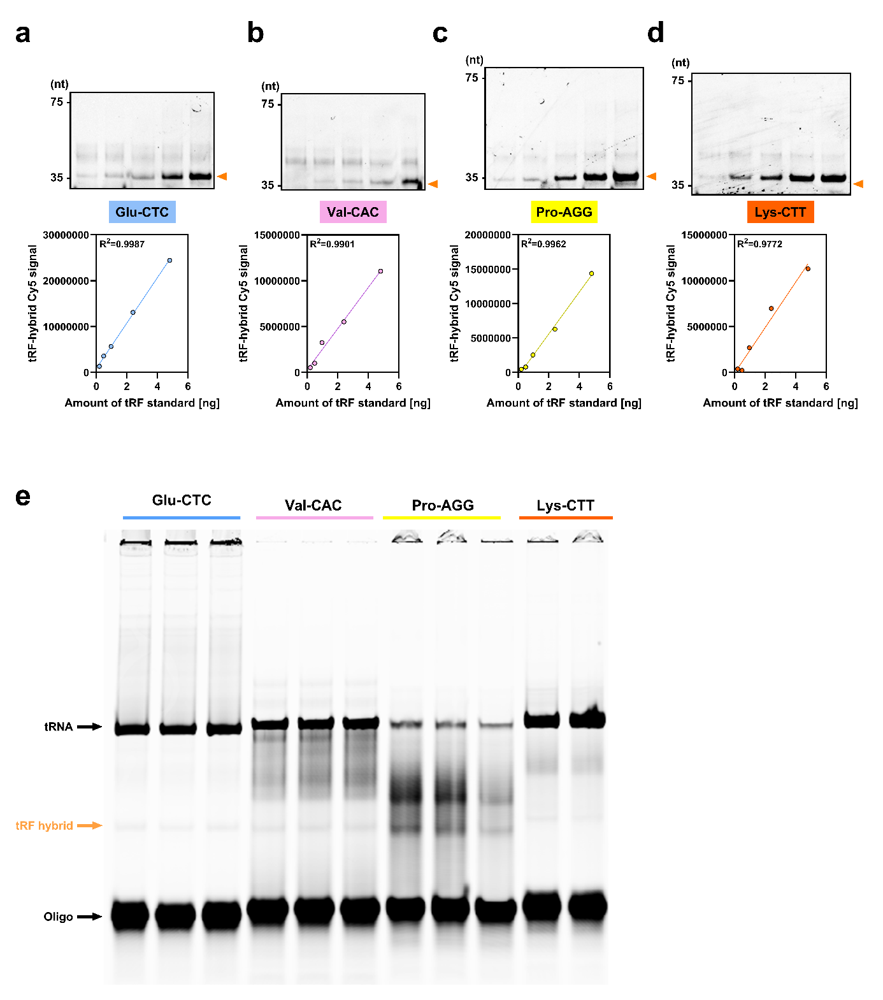 a
b
c
d
(nt)
75
35
(nt)
75
35
(nt)
75
35
(nt)
75
35
Glu-CTC
Val-CAC
Pro-AGG
Lys-CTT
tRF-hybrid Cy5 signal
30000000
20000000
10000000
0
R²=0.9987
0 2 4 6
Amount of tRF standard [ng]
tRF-hybrid Cy5 signal
15000000
10000000
5000000
0
R²=0.9901
0 2 4 6
Amount of tRF standard [ng]
tRF-hybrid Cy5 signal
20000000
15000000
10000000
5000000
0
R²=0.9962
0 2 4 6
Amount of tRF standard [ng]
tRF-hybrid Cy5 signal
15000000
10000000
5000000
0
R²=0.9772
0 2 4 6
Amount of tRF standard [ng]
e
Glu-CTC
Val-CAC
Pro-AGG
Lys-CTT
tRNA
tRF hybrid
Oligo